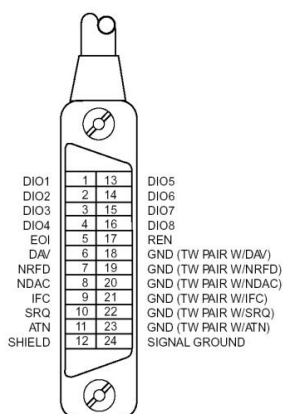 DIO1 1 13 DIO5
DIO2 2 14 DIO6
DIO3 3 15 DIO7
DIO4 4 16 DIO8
EOI 5 17 REN
DAV 6 18 GND (TW PAIR W/DAV)
NRFD 7 19 GND (TW PAIR W/NRFD)
NDAC 8 20 GND (TW PAIR W/NDAC)
IFC 9 21 GND (TW PAIR W/IFC)
SRQ 10 22 GND (TW PAIR W/SRQ)
ATN 11 23 GND (TW PAIR W/ATN)
SHIELD 12 24 SIGNAL GROUND